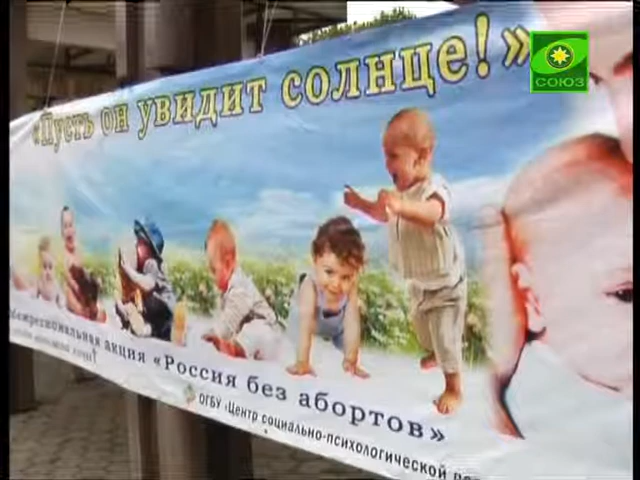 «Пусть он увидит солнце!»
СОЮЗ
Межрегиональная акция «Россия без абортов»
ОГБУ «Центр социально-психологической